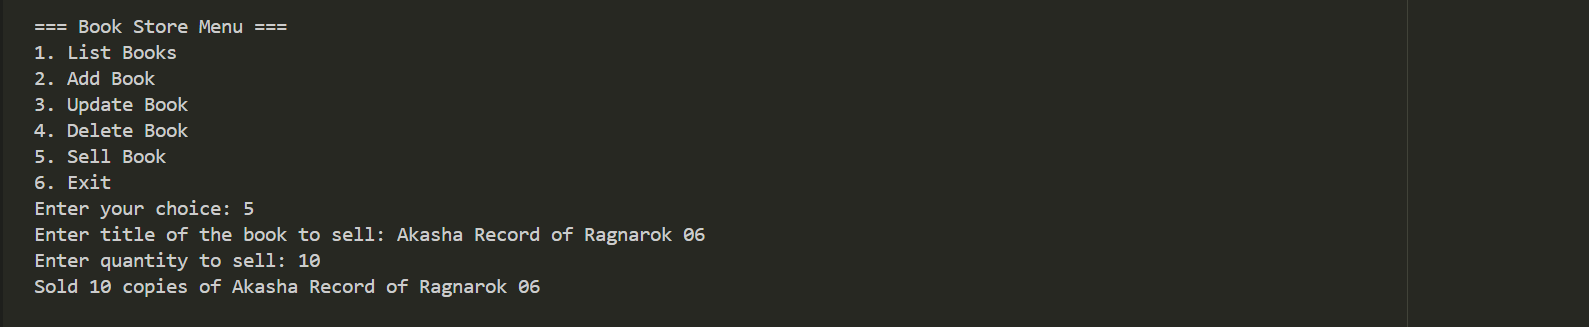 === Book Store Menu ===
1. List Books
2. Add Book
3. Update Book
4. Delete Book
5. Sell Book
6. Exit
Enter your choice: 5
Enter title of the book to sell: Akasha Record of Ragnarok 06
Enter quantity to sell: 10
Sold 10 copies of Akasha Record of Ragnarok 06